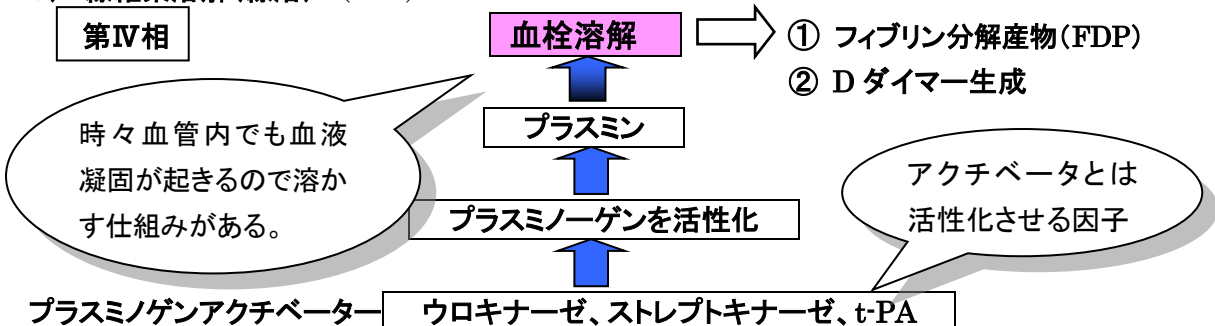 第Ⅳ相
血栓溶解
① フィブリン分解産物(FDP)
② D ダイマー生成
時々血管内でも血液
凝固が起きるので溶か
す仕組みがある。
プラスミン
アクチベータとは
活性化させる因子
プラスミノーゲンを活性化
プラスミノゲンアクチベーター
ウロキナーゼ、ストレプトキナーゼ、t-PA